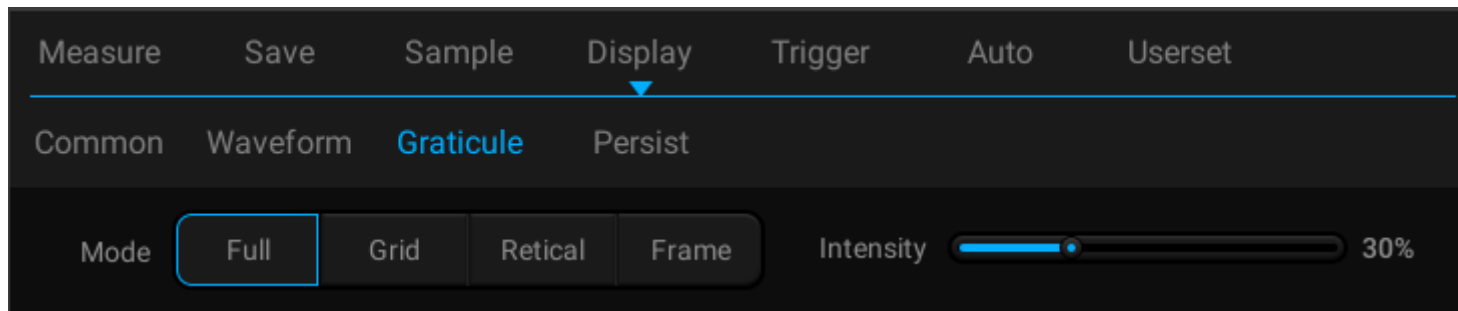 Measure Save Sample Display Trigger Auto Userset
Common Waveform Graticule Persist
Mode Full Grid Retical Frame Intensity 30%